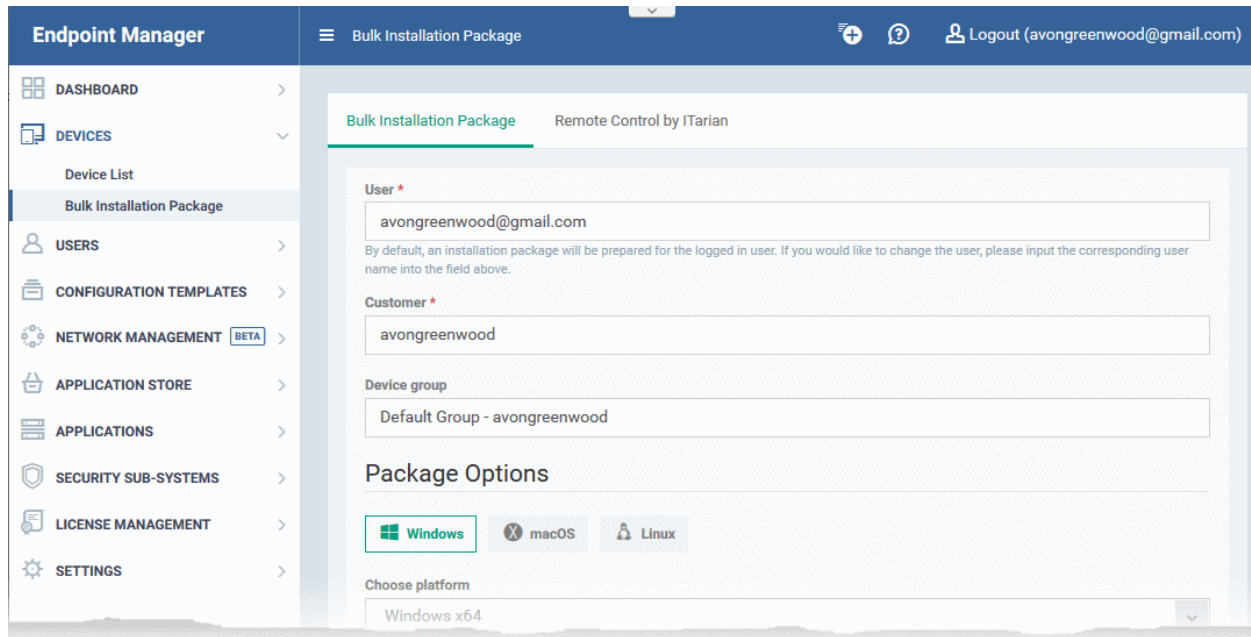 Endpoint Manager
Bulk Installation Package
Logout (avongreenwood@gmail.com)
DASHBOARD
DEVICES
Device List
Bulk Installation Package
USERS
CONFIGURATION TEMPLATES
NETWORK MANAGEMENT BETA
APPLICATION STORE
APPLICATIONS
SECURITY SUB-SYSTEMS
LICENSE MANAGEMENT
SETTINGS
Bulk Installation Package Remote Control by ITarian
User *
avongreenwood@gmail.com
By default, an installation package will be prepared for the logged in user. If you would like to change the user, please input the corresponding user
name into the field above.
Customer *
avongreenwood
Device group
Default Group - avongreenwood
Package Options
Windows macOS Linux
Choose platform
Windows x64